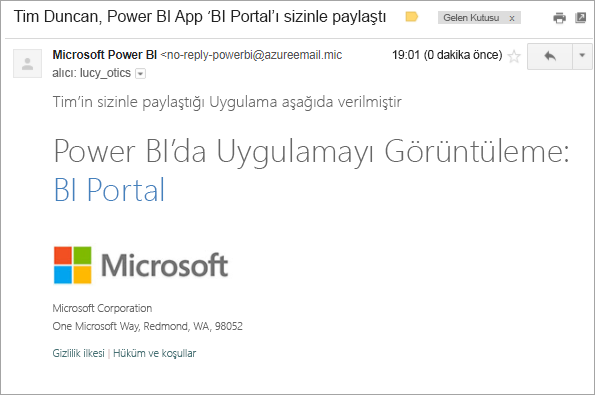 Tim Duncan, Power BI App ‘BI Portal’ı sizinle paylaştı
Gelen Kutusu x
Microsoft Power BI <no-reply-powerbi@azureemail.mic 19:01 (0 dakika önce)
alıcı: lucy_otics
Tim’in sizinle paylaştığı Uygulama aşağıda verilmiştir
Power BI’da Uygulamayı Görüntüleme:
BI Portal
Microsoft
Microsoft Corporation
One Microsoft Way, Redmond, WA, 98052
Gizlilik ilkesi | Hüküm ve koşullar